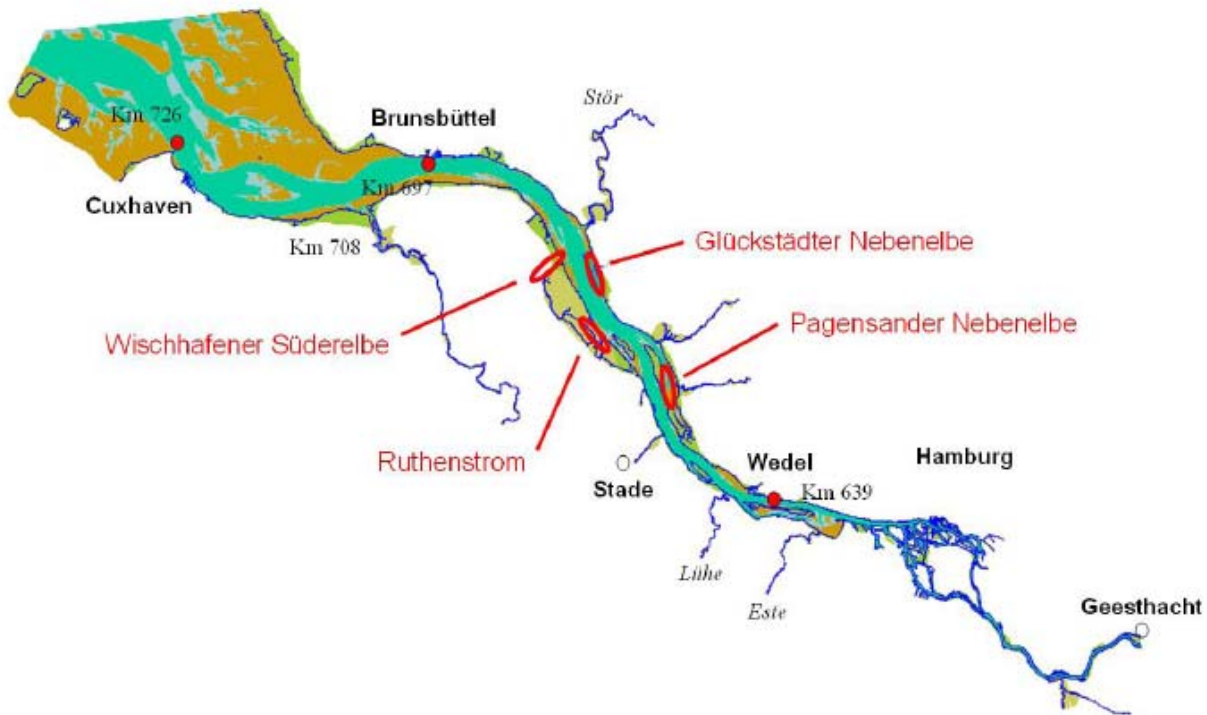 Stör
Km 726
Brunsbüttel
Cuxhaven
Km 697
Km 708
Glückstädter Nebenelbe
Wischhafener Süderelbe
Pagensander Nebenelbe
Ruthenstrom
Stade
Wedel
Hamburg
Km 639
Lühe
Este
Geesthacht